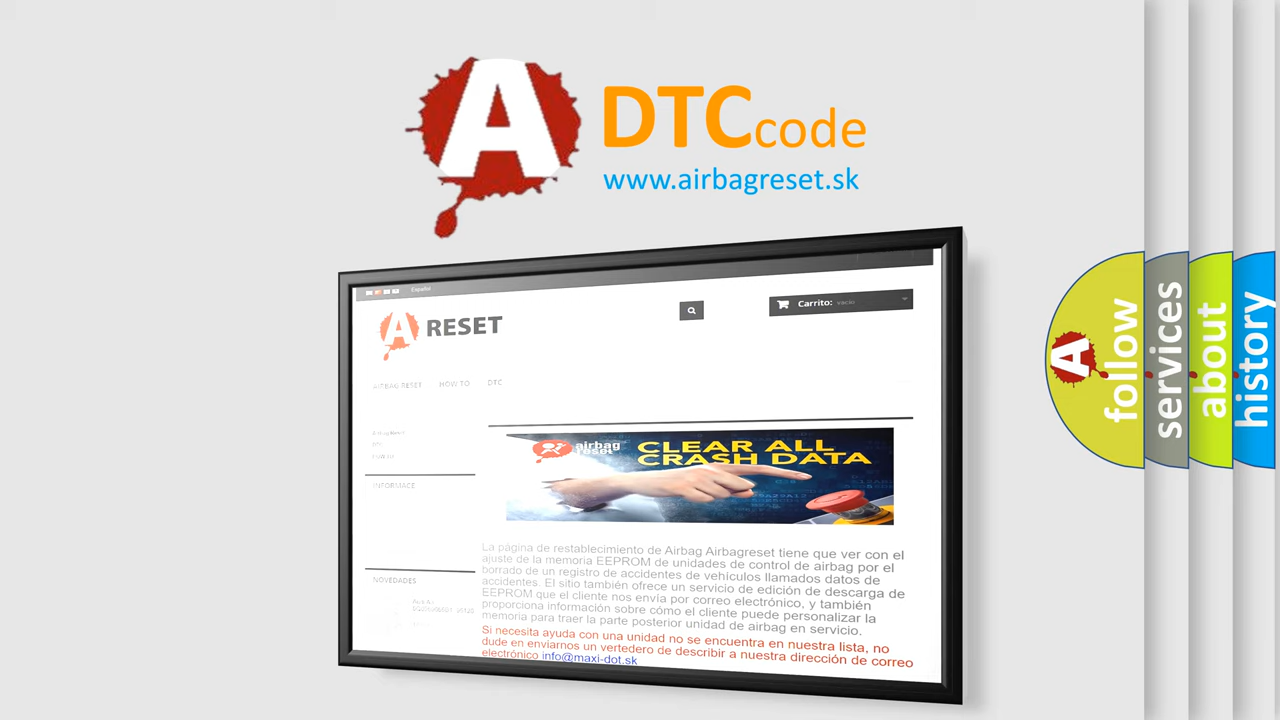 A
DTCcode
www.airbagreset.sk
Español
A RESET
Carrito: vacío
AIRBAG RESET HOW TO DTC
INFORMACE
airbag
reset
CLEAR ALL
CRASH DATA
La página de restablecimiento de Airbag Airbagreset tiene que ver con el
ajuste de la memoria EEPROM de unidades de control de airbag por el
borrado de un registro de accidentes de vehículos llamados datos de
accidentes. El sitio también ofrece un servicio de edición de descarga de
EEPROM que el cliente nos envía por correo electrónico, y también
proporciona información sobre cómo el cliente puede personalizar la
memoria para traer la parte posterior unidad de airbag en servicio.
Si necesita ayuda con una unidad no se encuentra en nuestra lista, no
dude en enviarnos un vertedero de describir a nuestra dirección de correo
electrónico info@maxi-dot.sk
NOVEDADES
A
follow
services
about
history